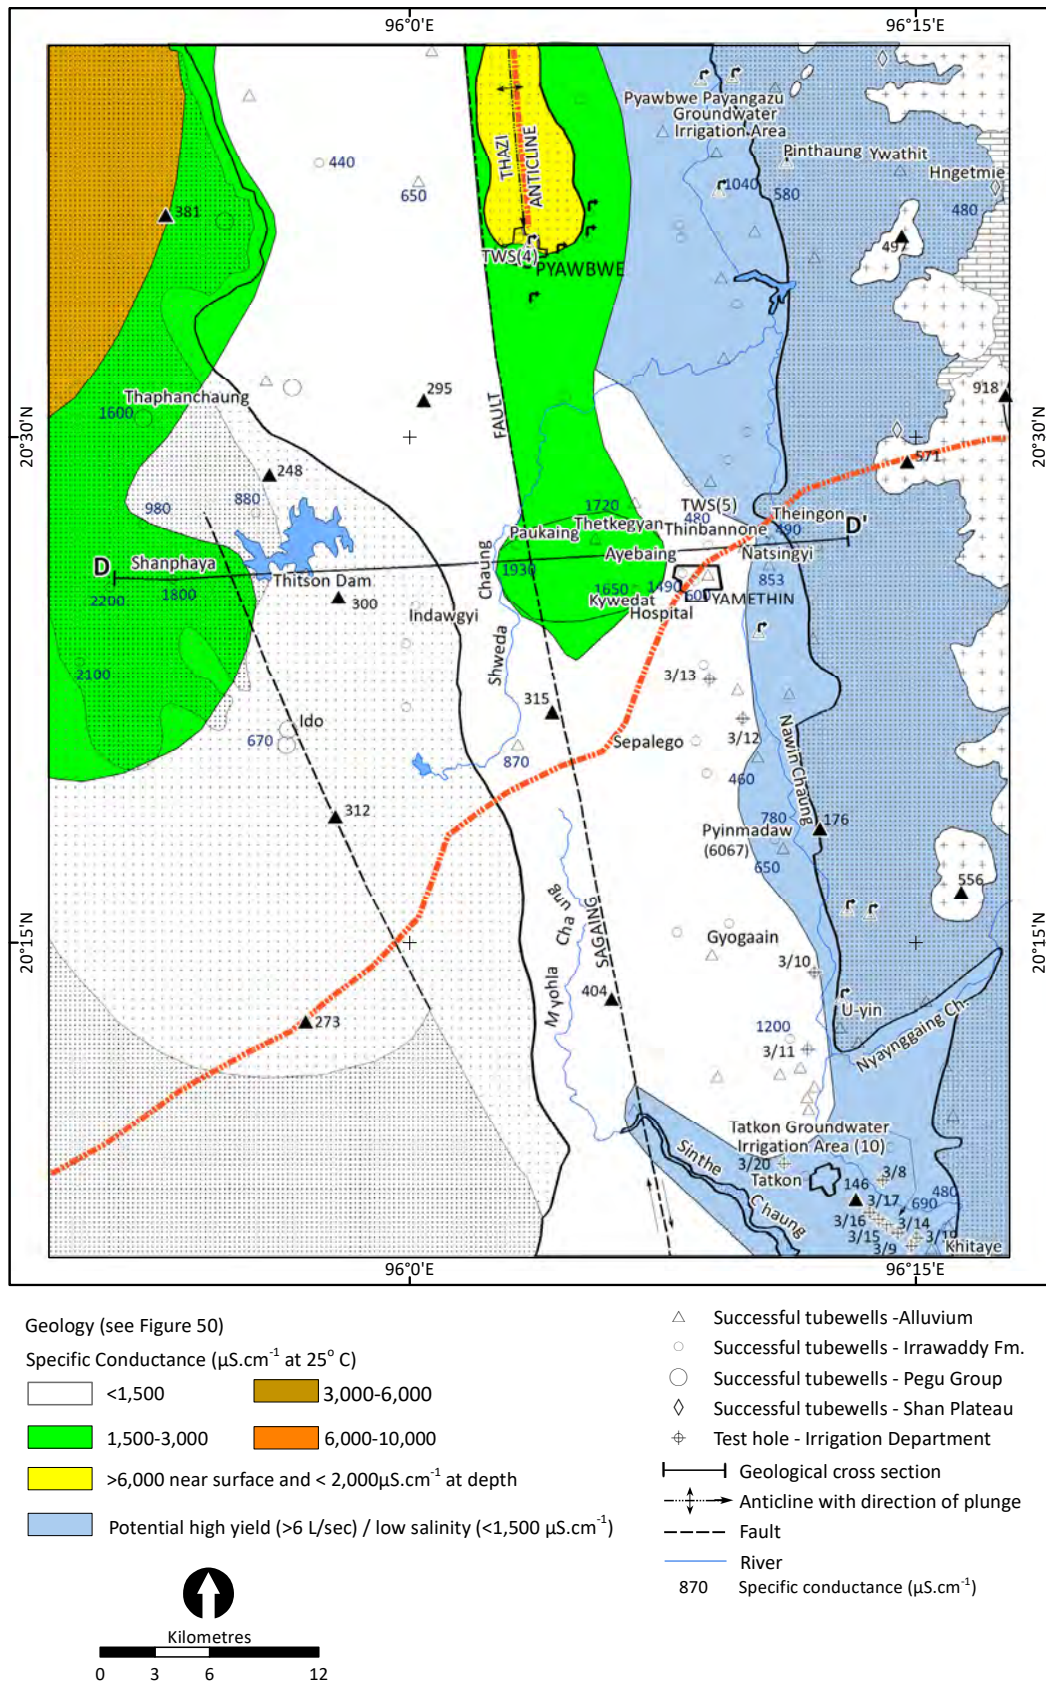 96°0'E
96°15'E
Pyawbwe Payangazu
Groundwater
Irrigation Area
THAZI
ANTICLINE
Pinthaung
Ywathit
Hngetmie
440
650
1040
580
480
381
497
TWS(4)
PYAWBWE
295
918
Thaphanchaung
1600
FAULT
20°30'N
20°30'N
571
248
980
880
1720
TWS(5)
480
Theingon
Thetkegyan
Thinbannone
490
D'
Paukaing
Ayebaing
Natsingyi
D
Shanphaya
1930
853
Thitson Dam
1650
1490
600
2200
1800
300
Kywedat
YAMETHIN
Indawgyi
Hospital
Chaung
Shweda
2100
3/13
315
Ido
3/12
670
Sepalego
870
460
Nawin Chaung
312
780
176
Pyinmadaw
(6067)
650
556
Myohla Chaung
SAGAING
Gyogaain
20°15'N
20°15'N
3/10
404
U-yin
273
1200
Nyaynggaing Ch.
3/11
Tatkon Groundwater
Irrigation Area (10)
Sinthe
Chaung
3/20
Tatkon
3/8
146
480
3/17
690
3/16
3/14
3/15
3/19
3/9
Khitaye
96°0'E
96°15'E
Geology (see Figure 50)
Specific Conductance (µS.cm-1 at 25° C)
<1,500
3,000-6,000
1,500-3,000
6,000-10,000
>6,000 near surface and < 2,000µS.cm-1 at depth
Potential high yield (>6 L/sec) / low salinity (<1,500 µS.cm-1)
Kilometres
0 3 6 12
Successful tubewells -Alluvium
Successful tubewells - Irrawaddy Fm.
Successful tubewells - Pegu Group
Successful tubewells - Shan Plateau
Test hole - Irrigation Department
Geological cross section
Anticline with direction of plunge
Fault
River
870 Specific conductance (µS.cm-1)